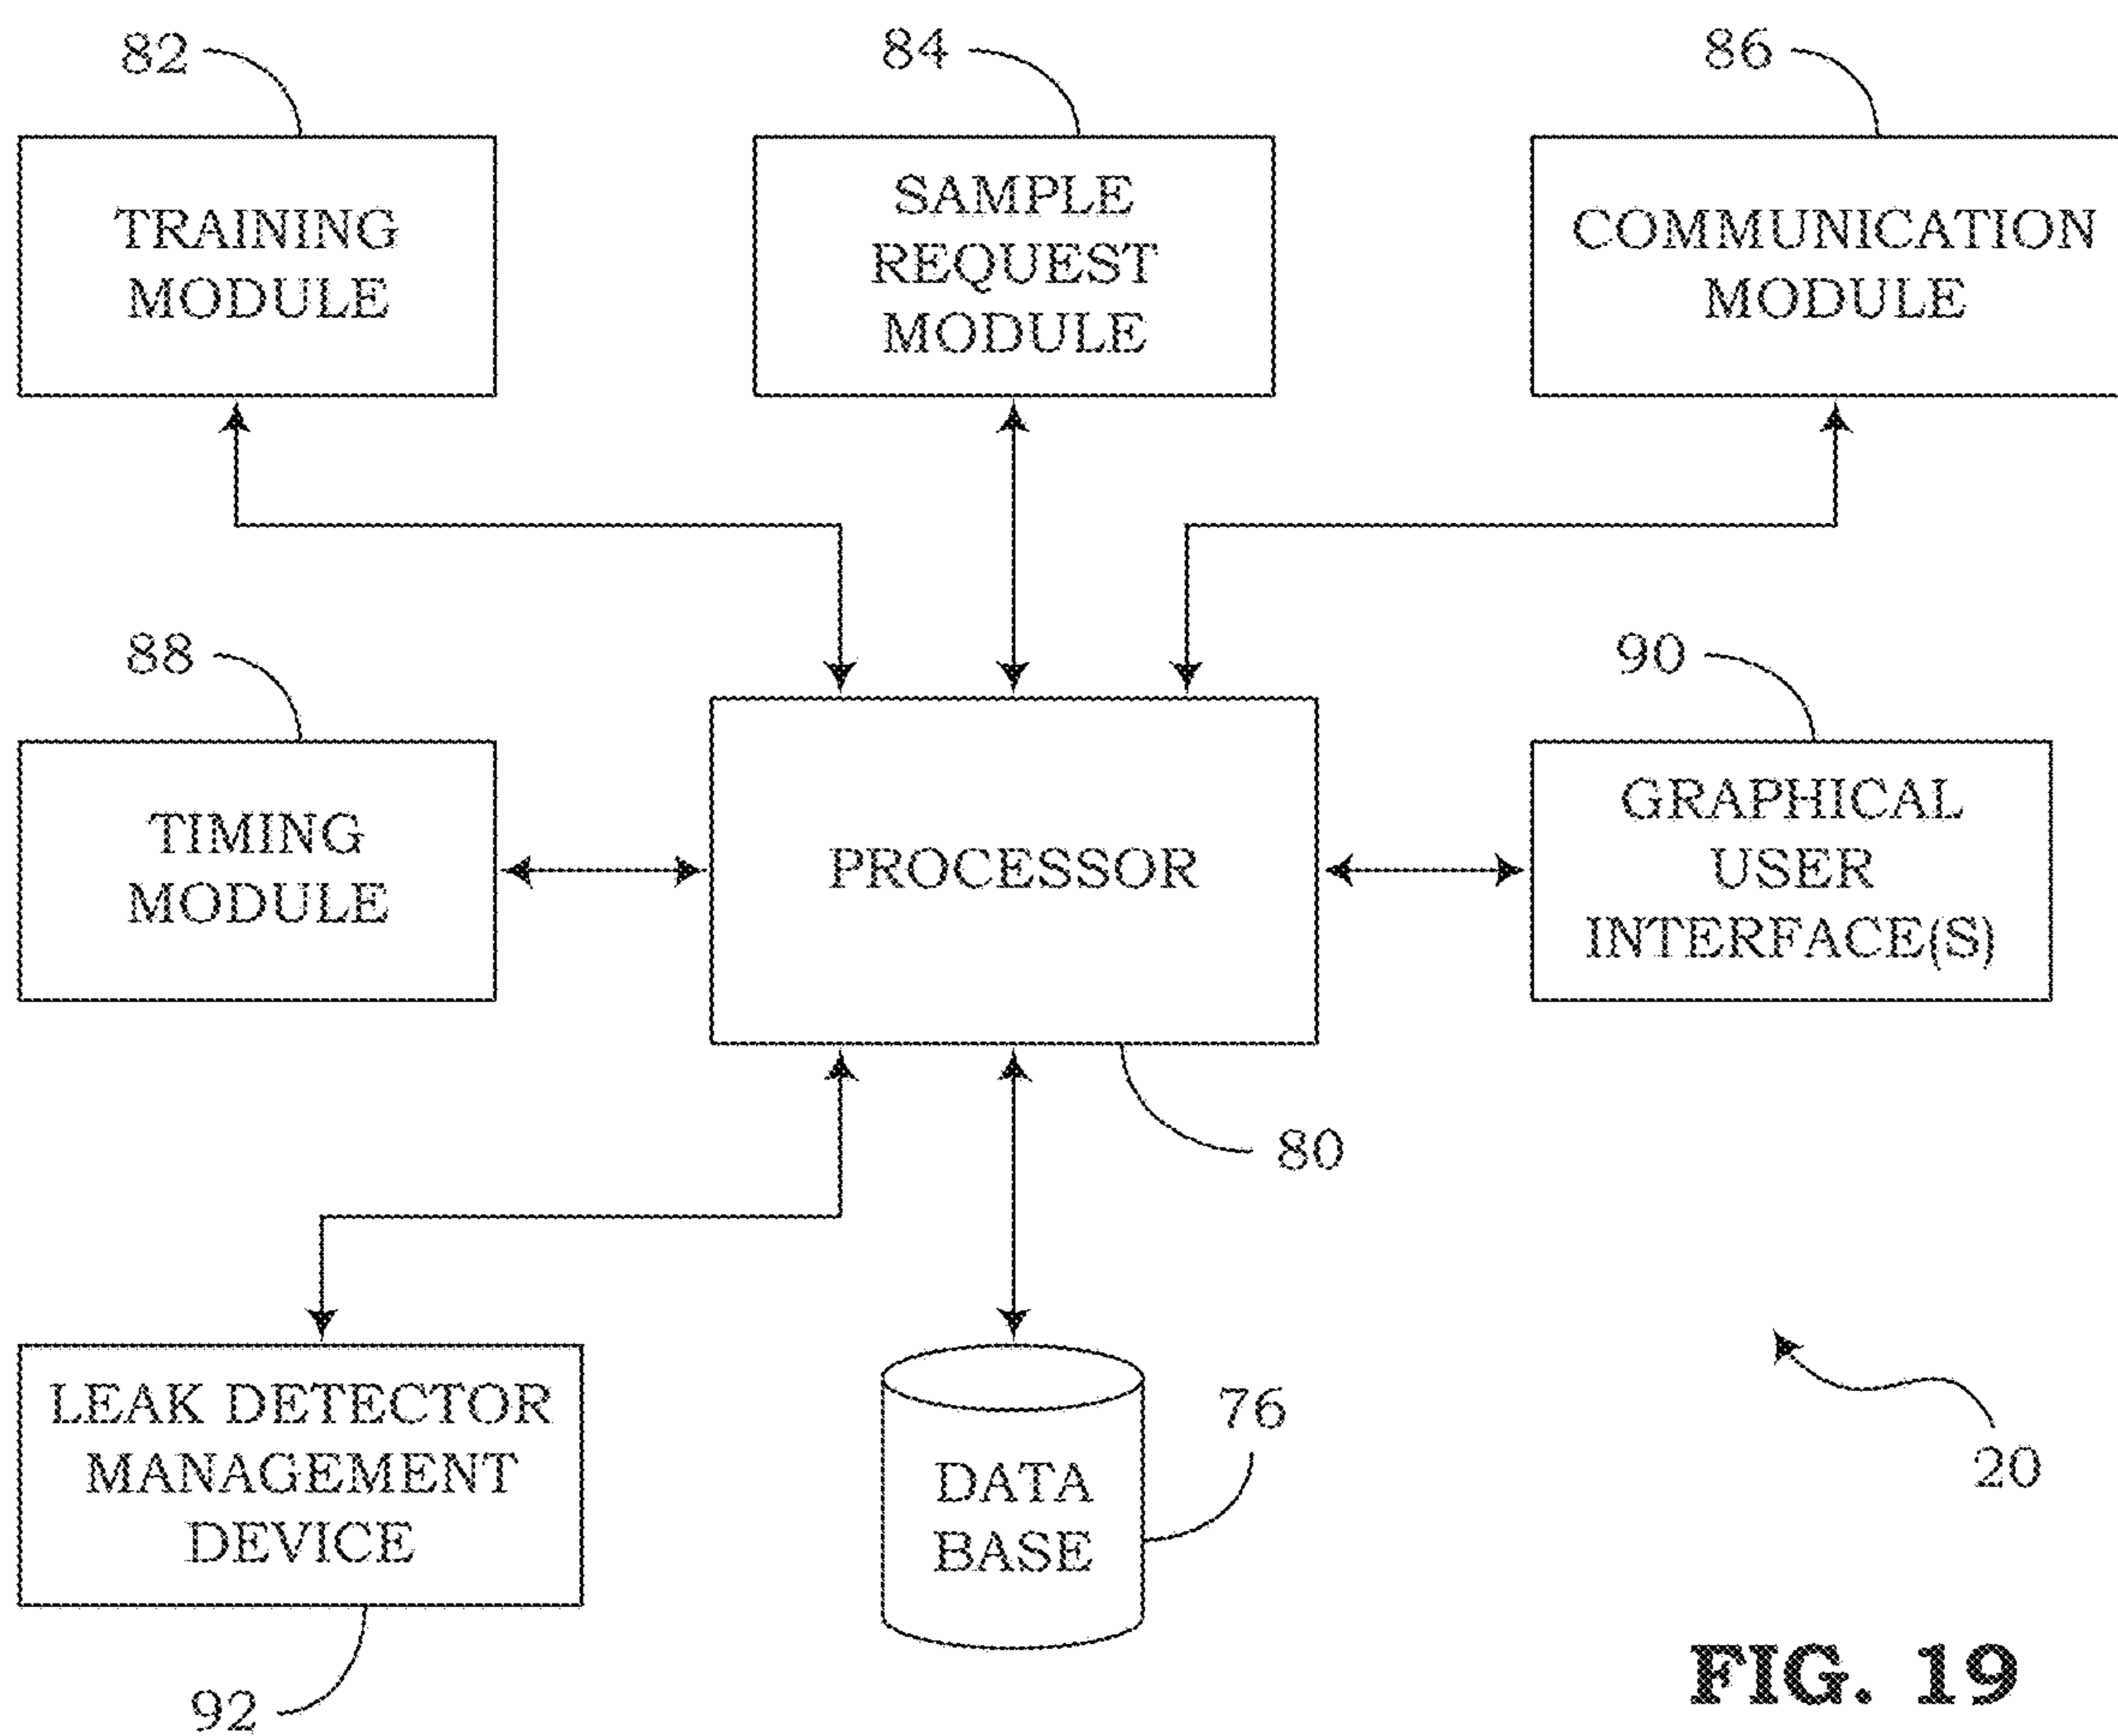 82
84
86
TRAINING
MODULE
SAMPLE
REQUEST
MODULE
COMMUNICATION
MODULE
88
90
TIMING
MODULE
PROCESSOR
GRAPHICAL
USER
INTERFACE(S)
80
LEAK DETECTOR
MANAGEMENT
DEVICE
DATA
BASE
76
20
92
FIG. 19